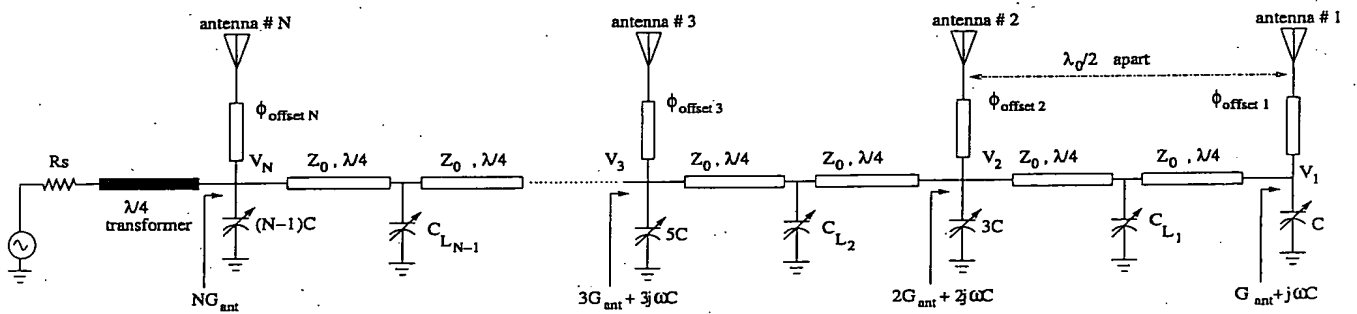 antenna # N
antenna # 3
antenna # 2
antenna # 1
λ0/2 apart
ϕoffset N
ϕoffset 3
ϕoffset 2
ϕoffset 1
Rs
VN
Z0 , λ/4
Z0 , λ/4
V3
Z0 , λ/4
Z0 , λ/4
V2
Z0 , λ/4
Z0 , λ/4
V1
λ/4
transformer
(N−1)C
CLN−1
5C
CL2
3C
CL1
C
NGant
3Gant + 3jωC
2Gant + 2jωC
Gant + jωC